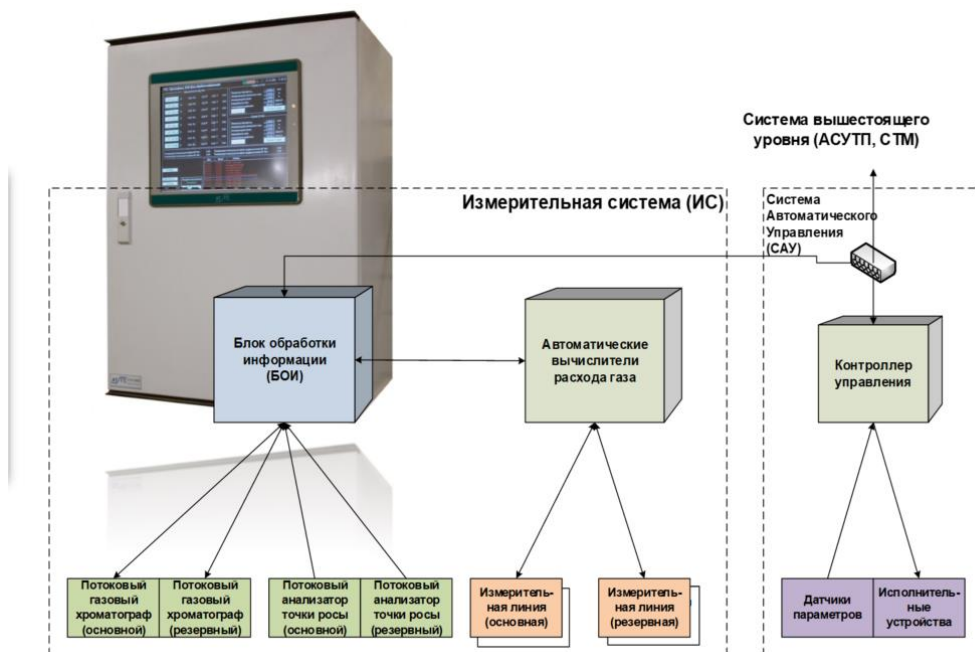 Система вышестоящего
уровня (АСУТП, СТМ)
Измерительная система (ИС)
Система
Автоматического
Управления
(САУ)
Блок обработки
информации
(БОИ)
Автоматические
вычислители
расхода газа
Контроллер
управления
Потоковый
газовый
хроматограф
(основной)
Потоковый
газовый
хроматограф
(резервный)
Потоковый
анализатор
точки росы
(основной)
Потоковый
анализатор
точки росы
(резервный)
Измеритель-
ная линия
(основная)
Измеритель-
ная линия
(резервная)
Датчики
параметров
Исполнитель-
ные
устройства